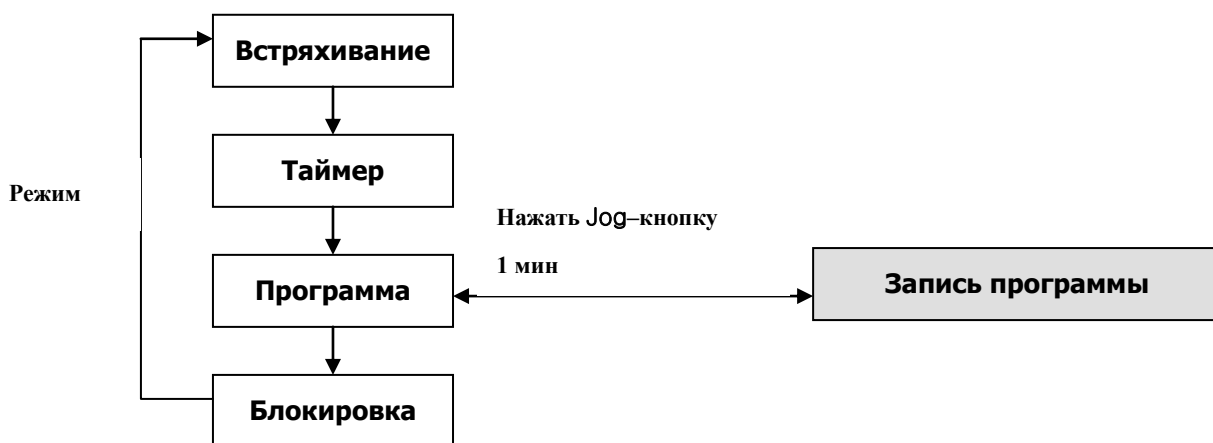 Встряхивание
Таймер
Режим
Нажать Jog–кнопку
1 мин
Программа
Запись программы
Блокировка